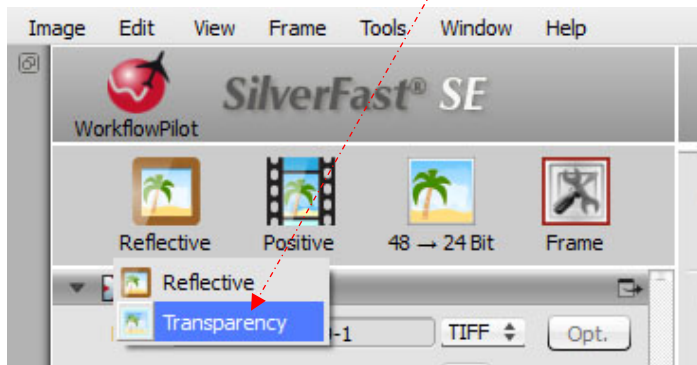 Image Edit View Frame Tools Window Help
SilverFast® SE
WorkflowPilot
Reflective Positive 48 → 24 Bit Frame
Reflective
Transparency -1 TIFF Opt.